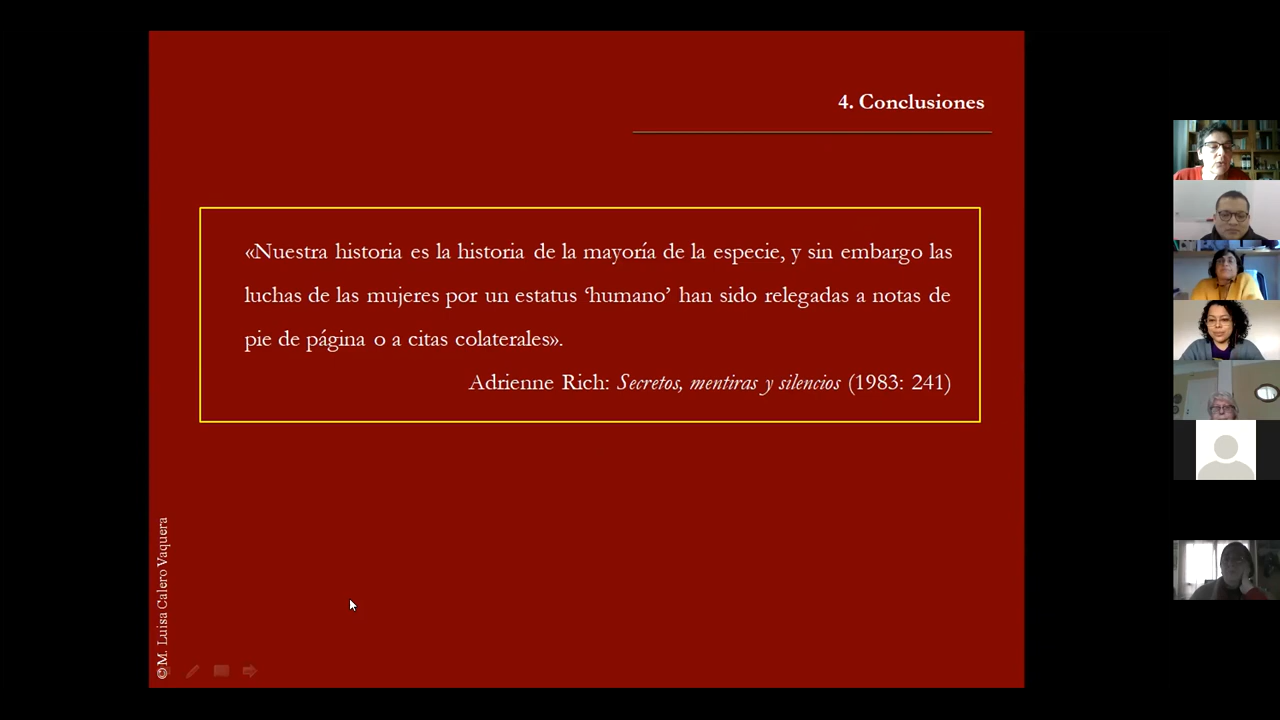 4. Conclusiones
«Nuestra historia es la historia de la mayoría de la especie, y sin embargo las
luchas de las mujeres por un estatus ‘humano’ han sido relegadas a notas de
pie de página o a citas colaterales».
Adrienne Rich: Secretos, mentiras y silencios (1983: 241)
©M. Luisa Calero Vaquera